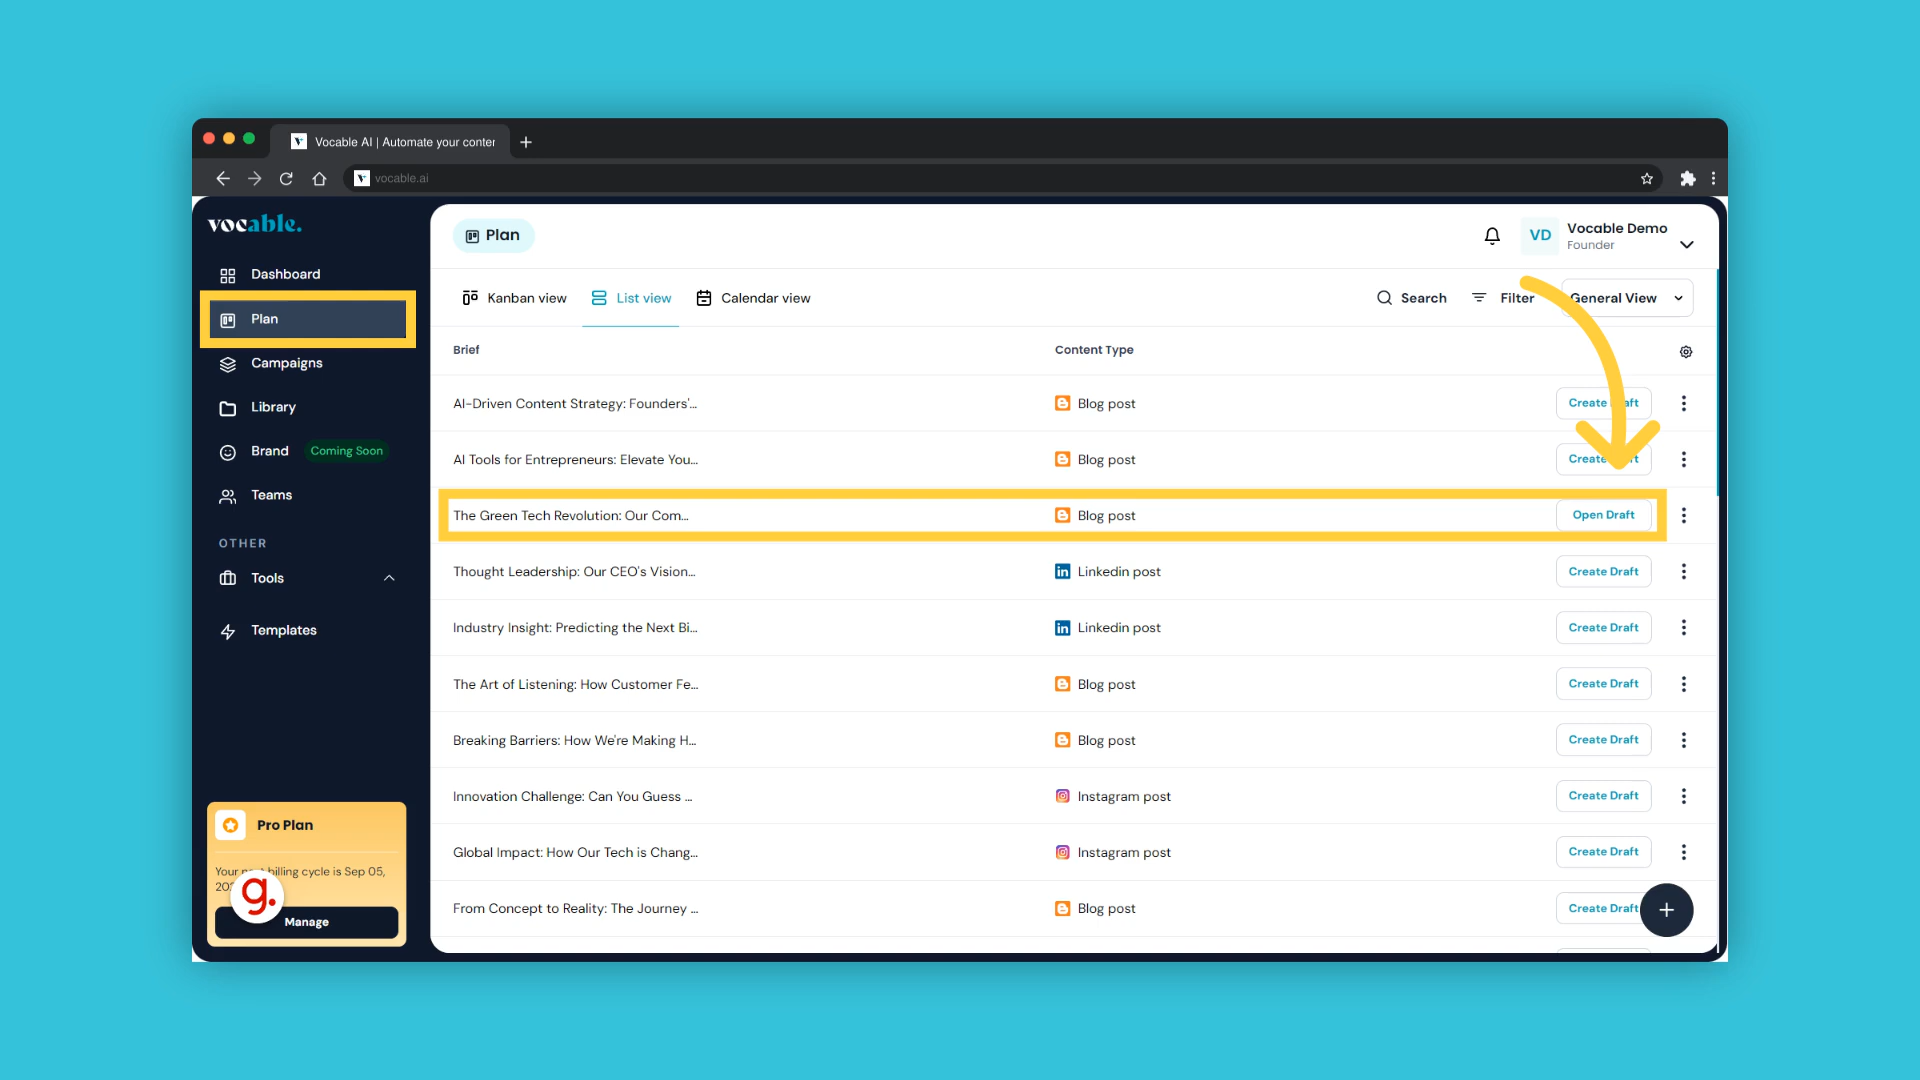 Vocable AI | Automate your conter
vocable.ai
vocable.
Dashboard
Plan
Campaigns
Library
Brand Coming Soon
Teams
OTHER
Tools
Templates
Pro Plan
Your billing cycle is Sep 05,
g.
Manage
Plan
VD
Vocable Demo
Founder
Kanban view List view Calendar view Search Filter General View
Brief Content Type
AI-Driven Content Strategy: Founders'... Blog post Create
AI Tools for Entrepreneurs: Elevate You... Blog post Create
The Green Tech Revolution: Our Com... Blog post Open Draft
Thought Leadership: Our CEO's Vision... Linkedin post Create Draft
Industry Insight: Predicting the Next Bi... Linkedin post Create Draft
The Art of Listening: How Customer Fe... Blog post Create Draft
Breaking Barriers: How We're Making H... Blog post Create Draft
Innovation Challenge: Can You Guess ... Instagram post Create Draft
Global Impact: How Our Tech is Chang... Instagram post Create Draft
From Concept to Reality: The Journey ... Blog post Create Draft